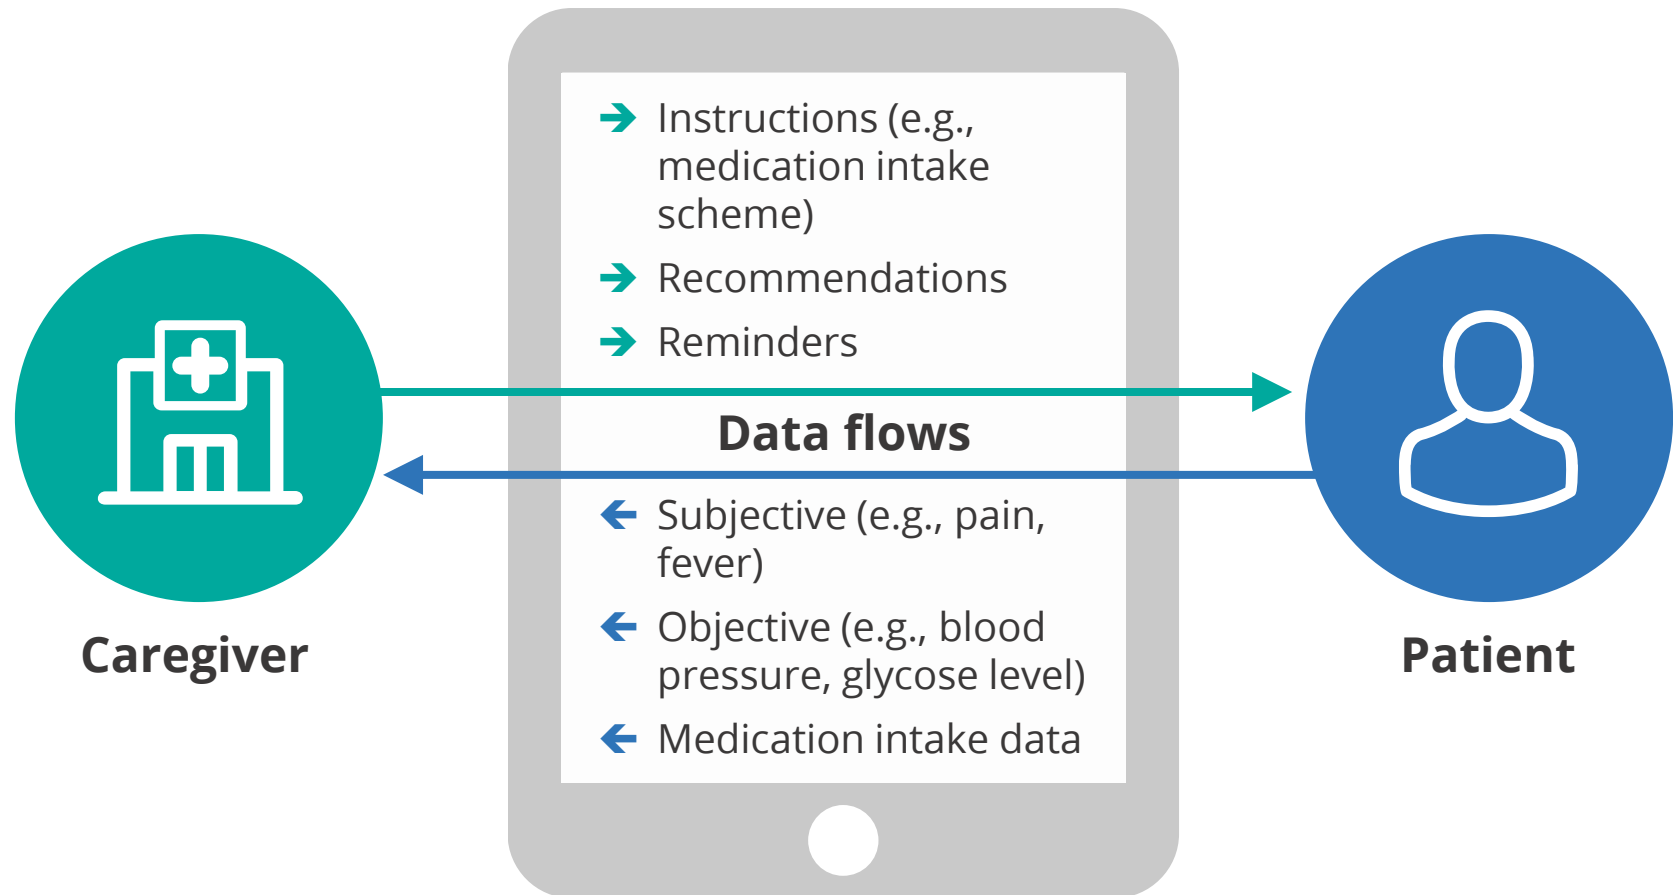 Instructions (e.g.,
medication intake
scheme)
Recommendations
Reminders
Data flows
Subjective (e.g., pain,
fever)
Objective (e.g., blood
pressure, glycose level)
Medication intake data
Caregiver
Patient